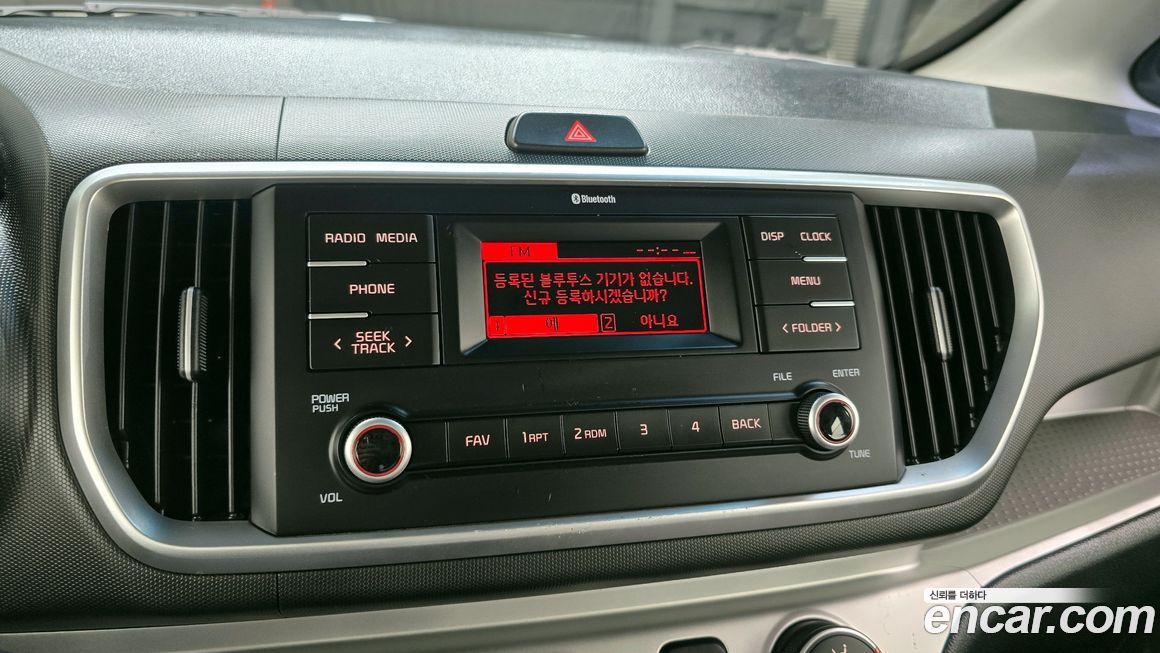 Bluetooth
RADIO MEDIA
PHONE
< SEEK TRACK >
FM --:-- --
등록된 블루투스 기기가 없습니다.
신규 등록하시겠습니까?
1 예 2 아니요
DISP CLOCK
MENU
< FOLDER >
POWER
PUSH
VOL
FAV 1 RPT 2 RDM 3 4 BACK
FILE
ENTER
TUNE
신뢰를 더하다
encar.com